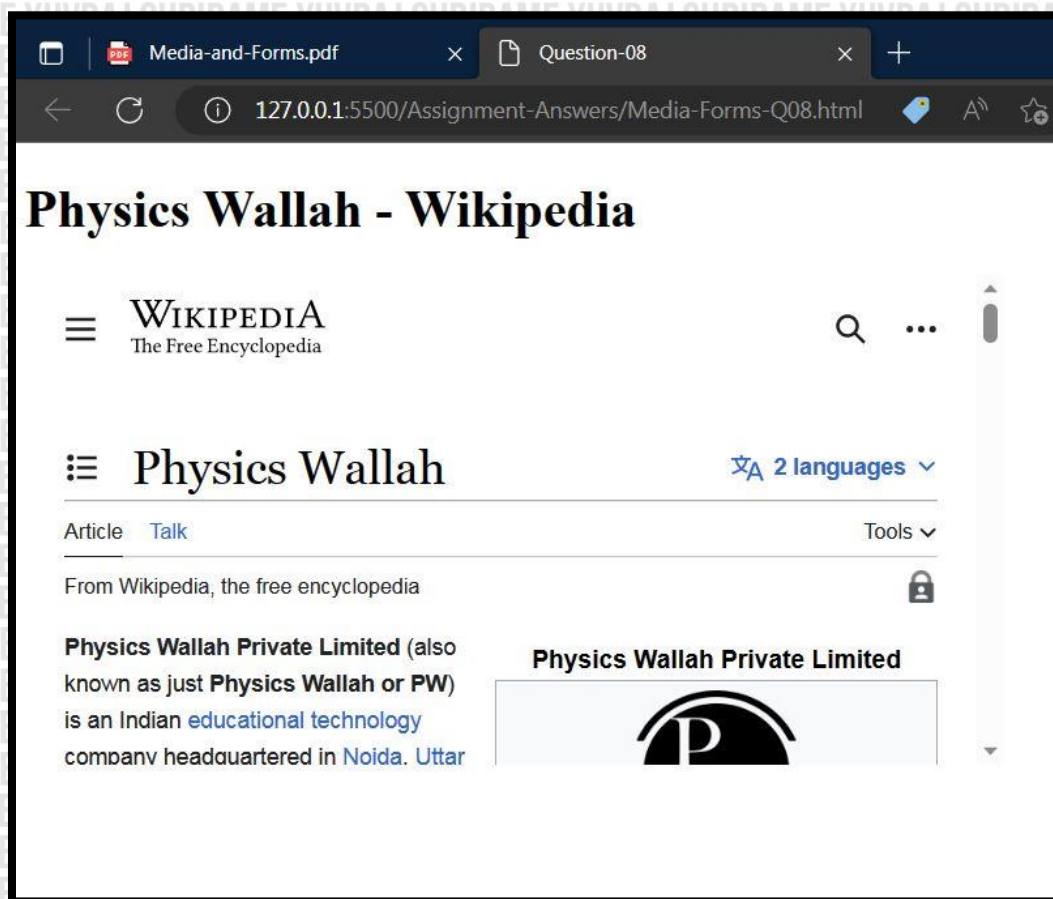 PDF Media-and-Forms.pdf × Question-08 × +
127.0.0.1:5500/Assignment-Answers/Media-Forms-Q08.html
Physics Wallah - Wikipedia
WIKIPEDIA
The Free Encyclopedia
Physics Wallah
文A 2 languages
Article Talk
Tools
From Wikipedia, the free encyclopedia
Physics Wallah Private Limited (also
known as just Physics Wallah or PW)
is an Indian educational technology
company headquartered in Noida, Uttar
Physics Wallah Private Limited
P